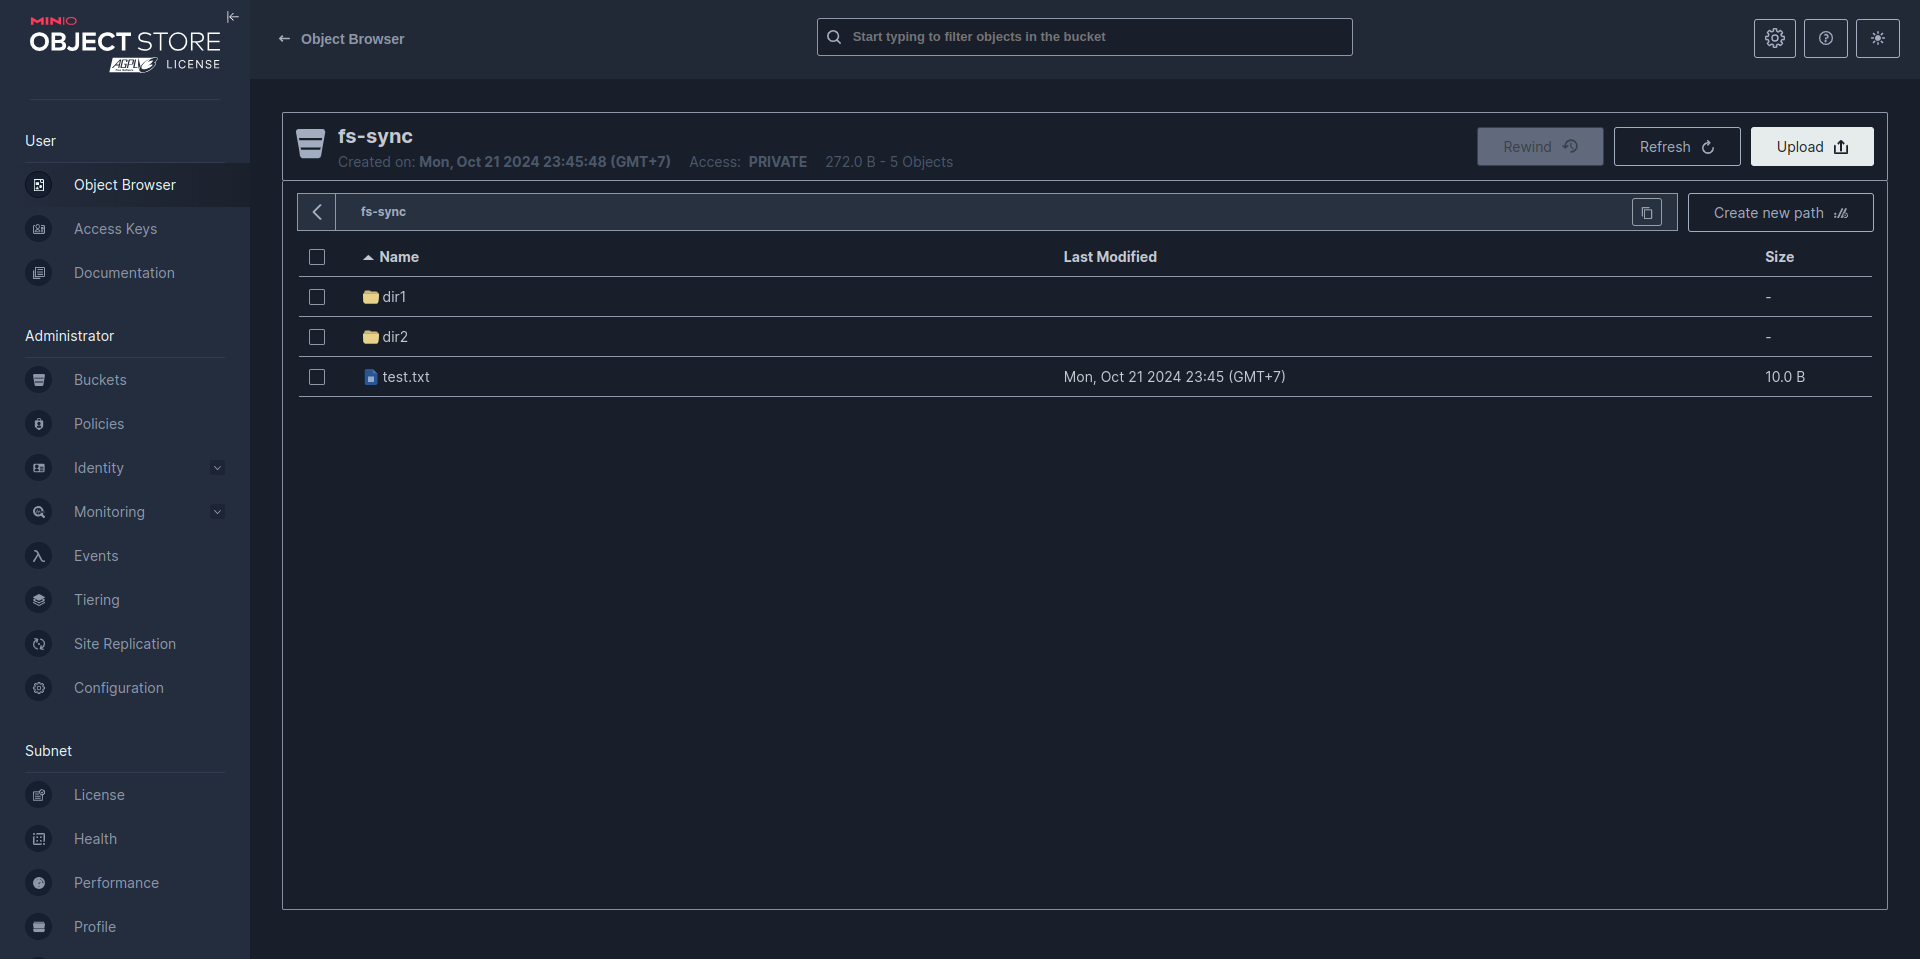 MINIO
OBJECT STORE
AGPLv3 LICENSE
User
Object Browser
Access Keys
Documentation
Administrator
Buckets
Policies
Identity
Monitoring
Events
Tiering
Site Replication
Configuration
Subnet
License
Health
Performance
Profile
Object Browser
Start typing to filter objects in the bucket
fs-sync
Created on: Mon, Oct 21 2024 23:45:48 (GMT+7) Access: PRIVATE 272.0 B - 5 Objects
Rewind
Refresh
Upload
fs-sync
Create new path
Name Last Modified Size
dir1 -
dir2 -
test.txt Mon, Oct 21 2024 23:45 (GMT+7) 10.0 B